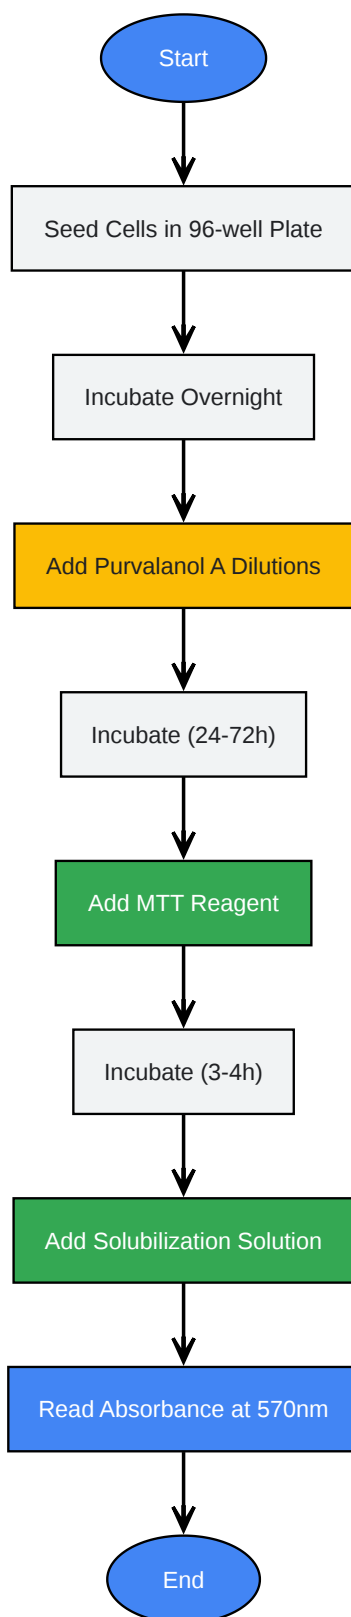 Start
Seed Cells in 96-well Plate
Incubate Overnight
Add Purvalanol A Dilutions
Incubate (24-72h)
Add MTT Reagent
Incubate (3-4h)
Add Solubilization Solution
Read Absorbance at 570nm
End